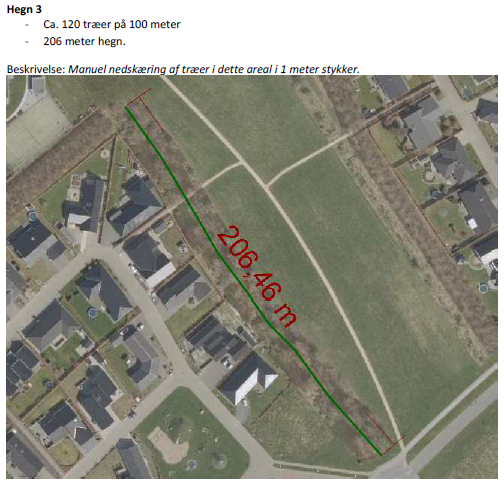 Hegn 3
- Ca. 120 træer på 100 meter
- 206 meter hegn.
Beskrivelse: Manuel nedskæring af træer i dette areal i 1 meter stykker.
206,46 m